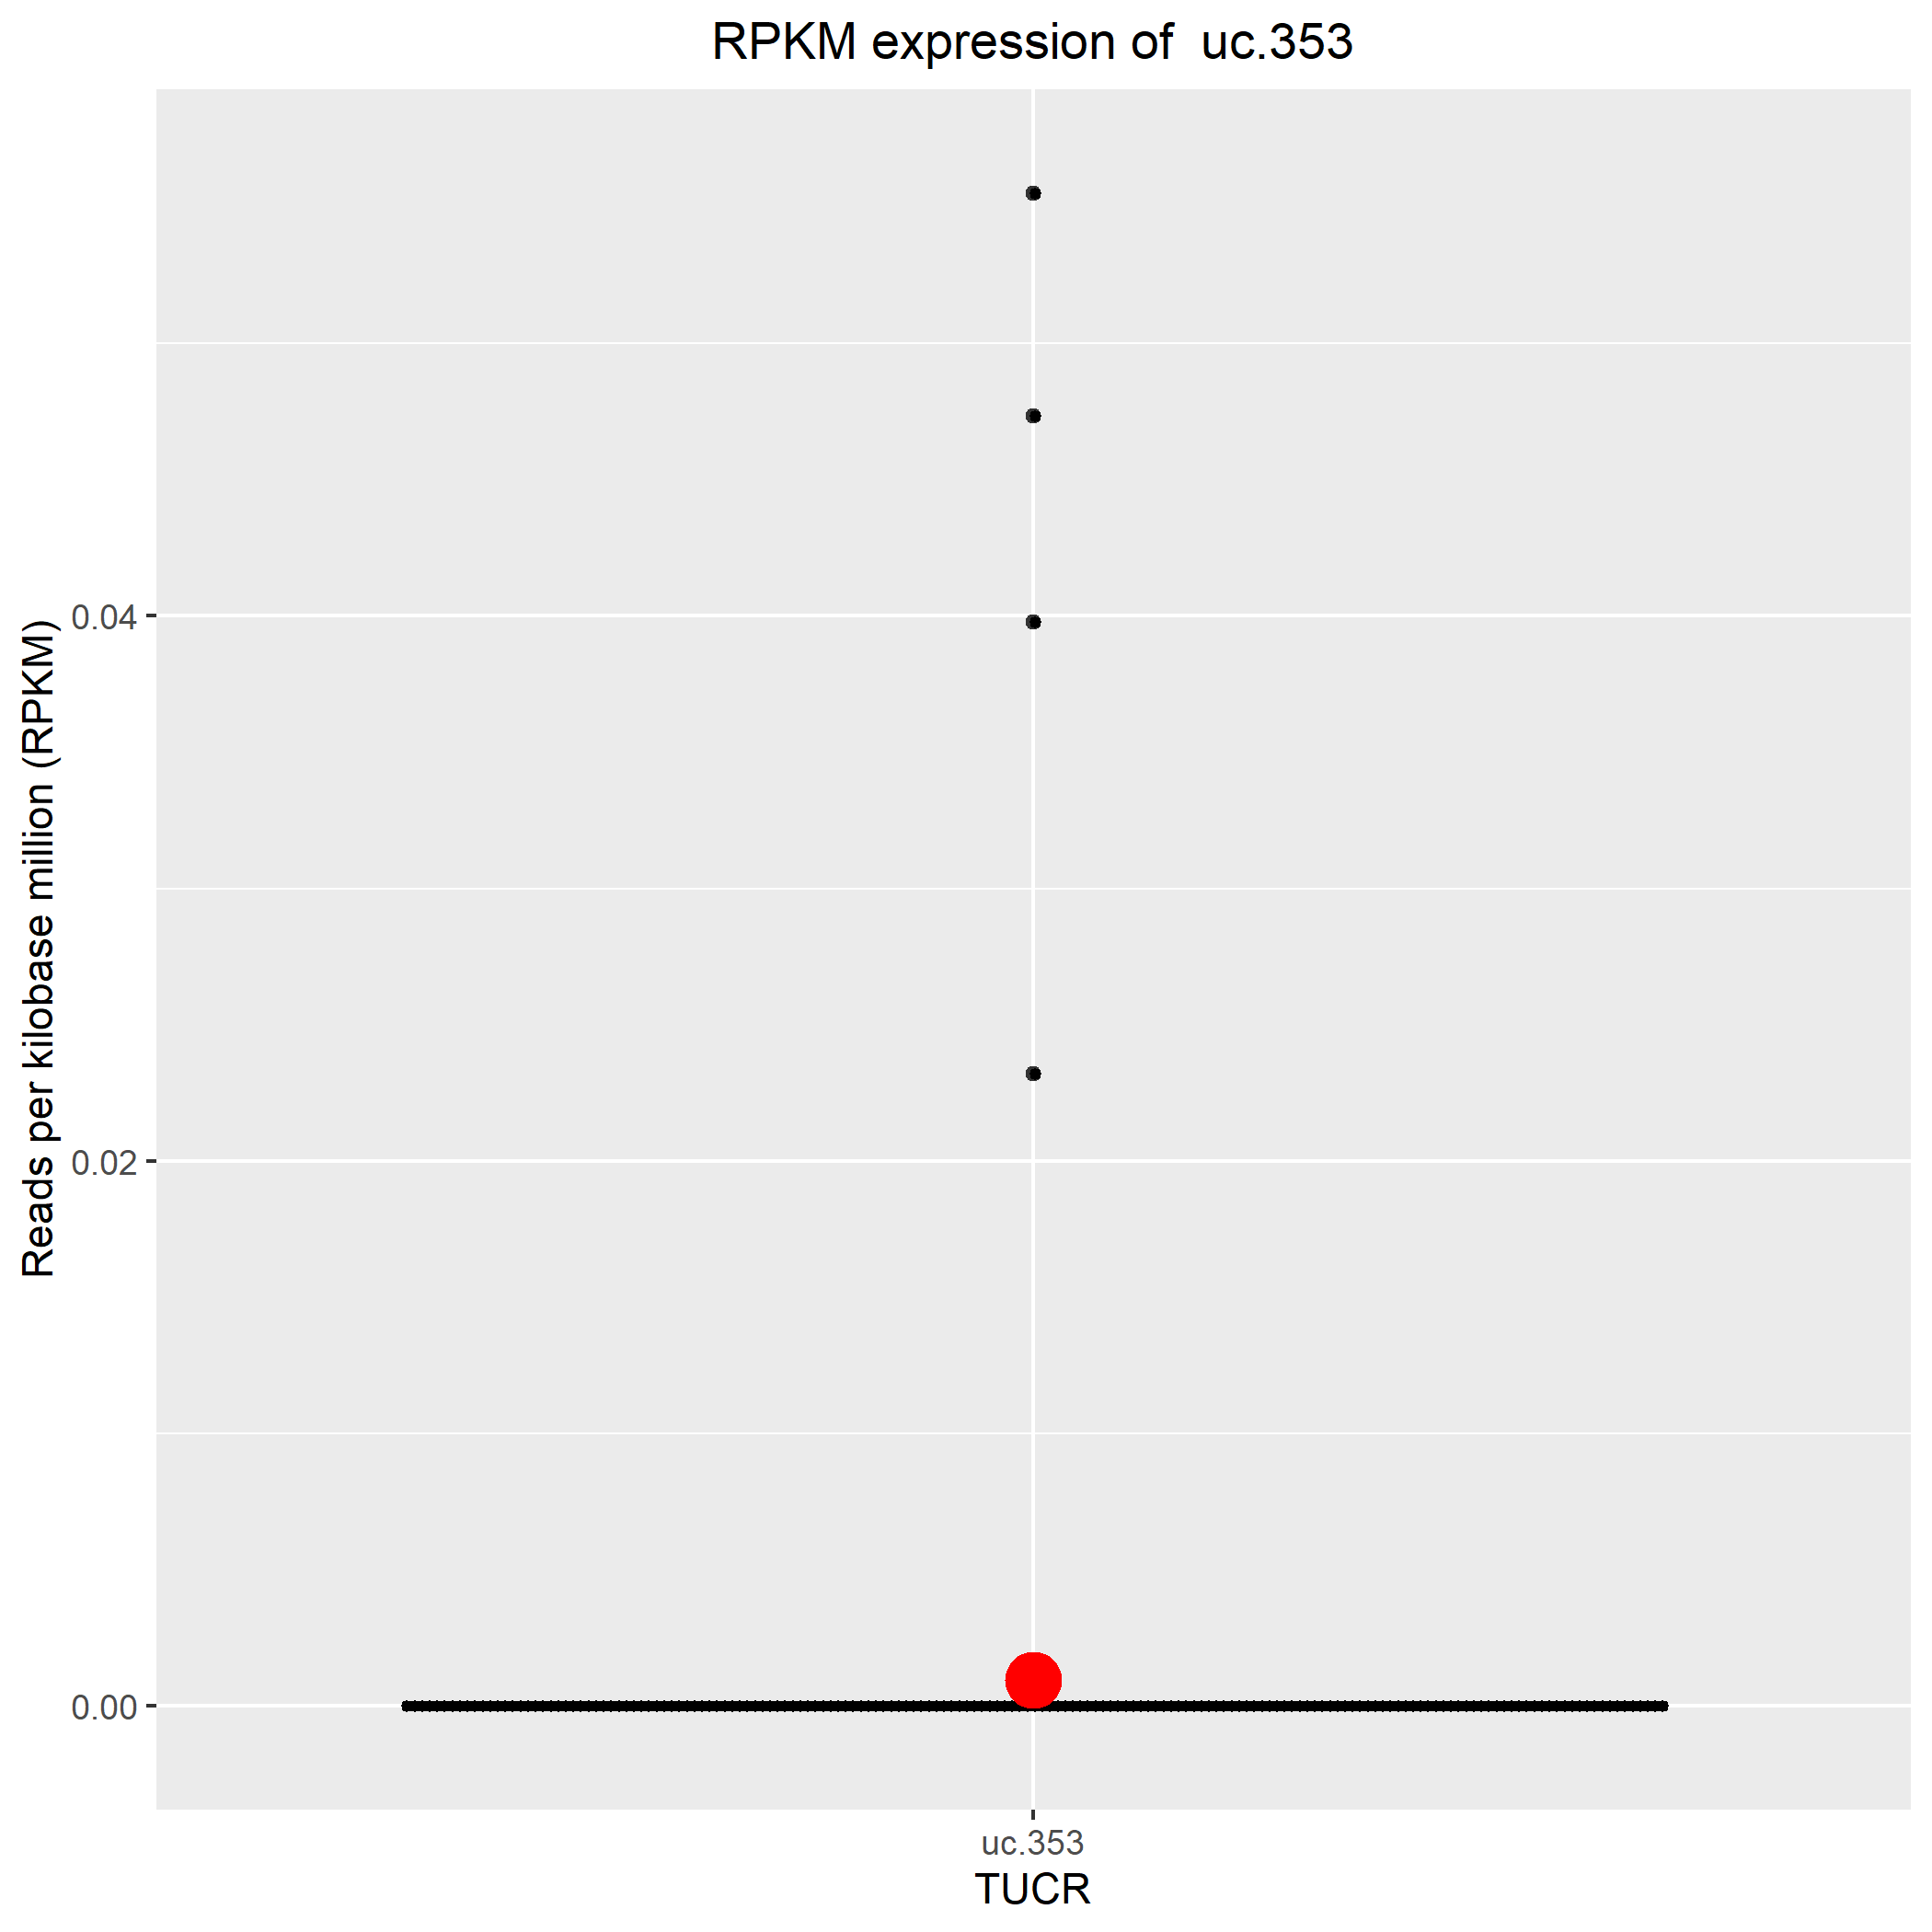 RPKM expression of  uc.353
Reads per kilobase million (RPKM)
0.04
0.02
0.00
uc.353
TUCR